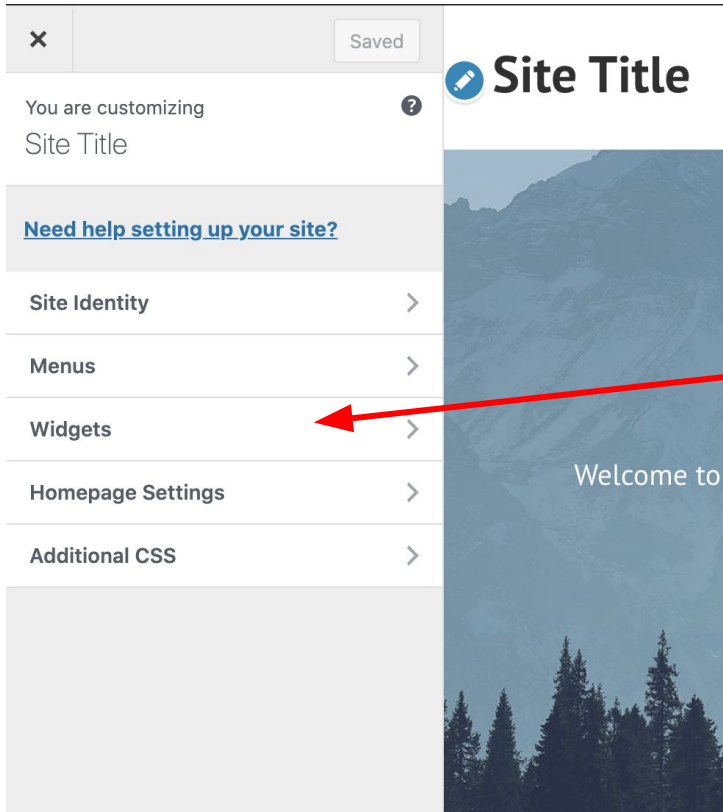 Saved
You are customizing
Site Title
Need help setting up your site?
Site Identity
Menus
Widgets
Homepage Settings
Additional CSS
Site Title
Welcome to